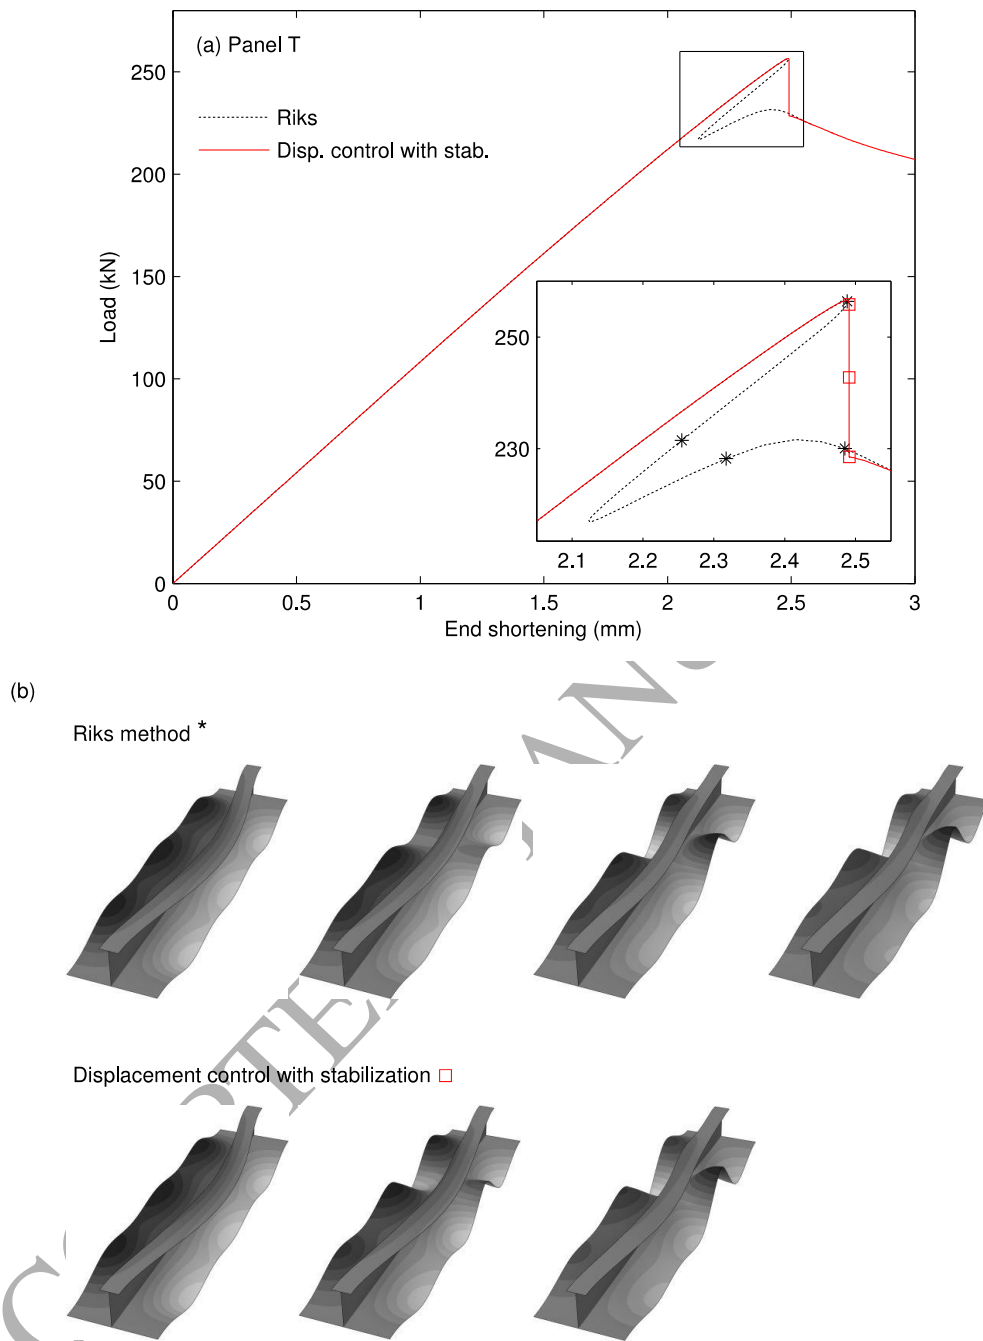 (a) Panel T
Riks
Disp. control with stab.
250
200
150
100
50
0
Load (kN)
250
230
2.1 2.2 2.3 2.4 2.5
0 0.5 1 1.5 2 2.5 3
End shortening (mm)
(b)
Riks method *
Displacement control with stabilization □